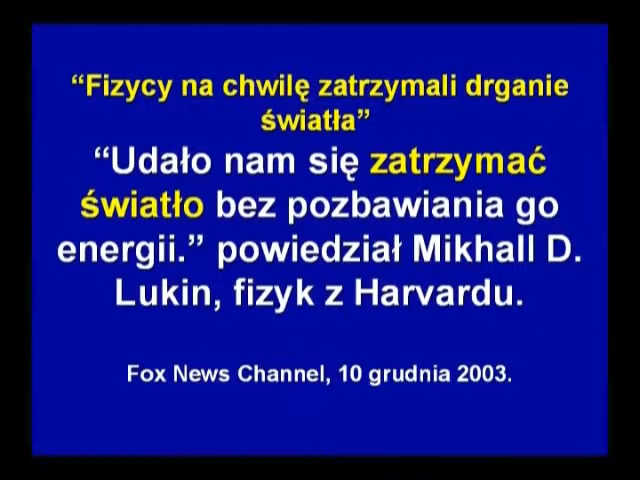 “Fizycy na chwilę zatrzymali drganie
światła”
“Udało nam się zatrzymać
światło bez pozbawiania go
energii.” powiedział Mikhall D.
Lukin, fizyk z Harvardu.
Fox News Channel, 10 grudnia 2003.